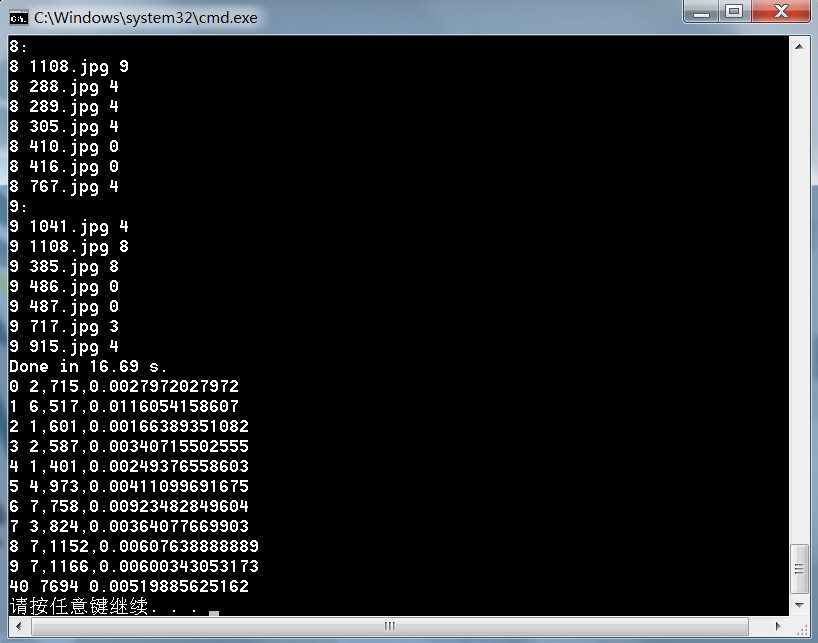 C:\Windows\system32\cmd.exe
8:
8 1108.jpg 9
8 288.jpg 4
8 289.jpg 4
8 305.jpg 4
8 410.jpg 0
8 416.jpg 0
8 767.jpg 4
9:
9 1041.jpg 4
9 1108.jpg 8
9 385.jpg 8
9 486.jpg 0
9 487.jpg 0
9 717.jpg 3
9 915.jpg 4
Done in 16.69 s.
0 2,715,0.0027972027972
1 6,517,0.0116054158607
2 1,601,0.00166389351082
3 2,587,0.00340715502555
4 1,401,0.00249376558603
5 4,973,0.00411099691675
6 7,758,0.00923482849604
7 3,824,0.00364077669903
8 7,1152,0.00607638888889
9 7,1166,0.00600343053173
40 7694 0.00519885625162
请按任意键继续. . .